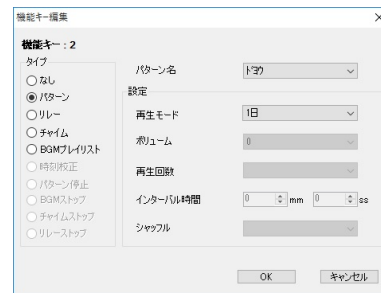 機能キー編集
機能キー : 2
タイプ
なし
パターン
リレー
チャイム
BGMプレイリスト
時刻校正
パターン停止
BGMストップ
チャイムストップ
リレーストップ
パターン名
ドヨウ
設定
再生モード
1日
ボリューム
0
再生回数
インターバル時間
0 mm 0 ss
シャッフル
OK
キャンセル